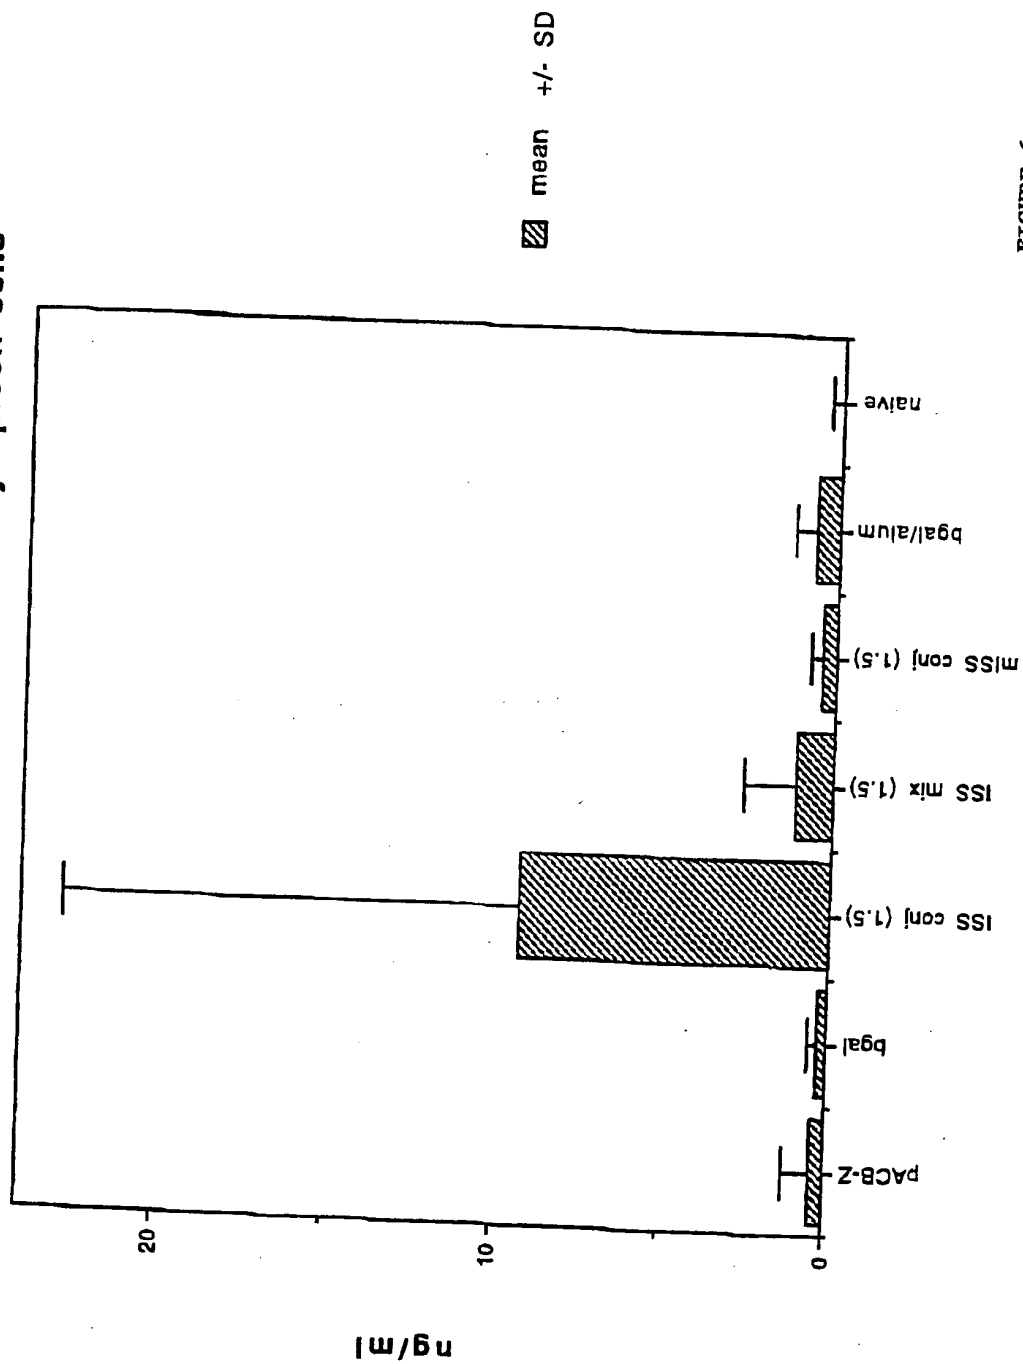 ng/ml
20
10
0
pACB-Z
bgal
ISS conj (1.5)
ISS mix (1.5)
mISS conj (1.5)
bgal/alum
naive
mean +/- SD